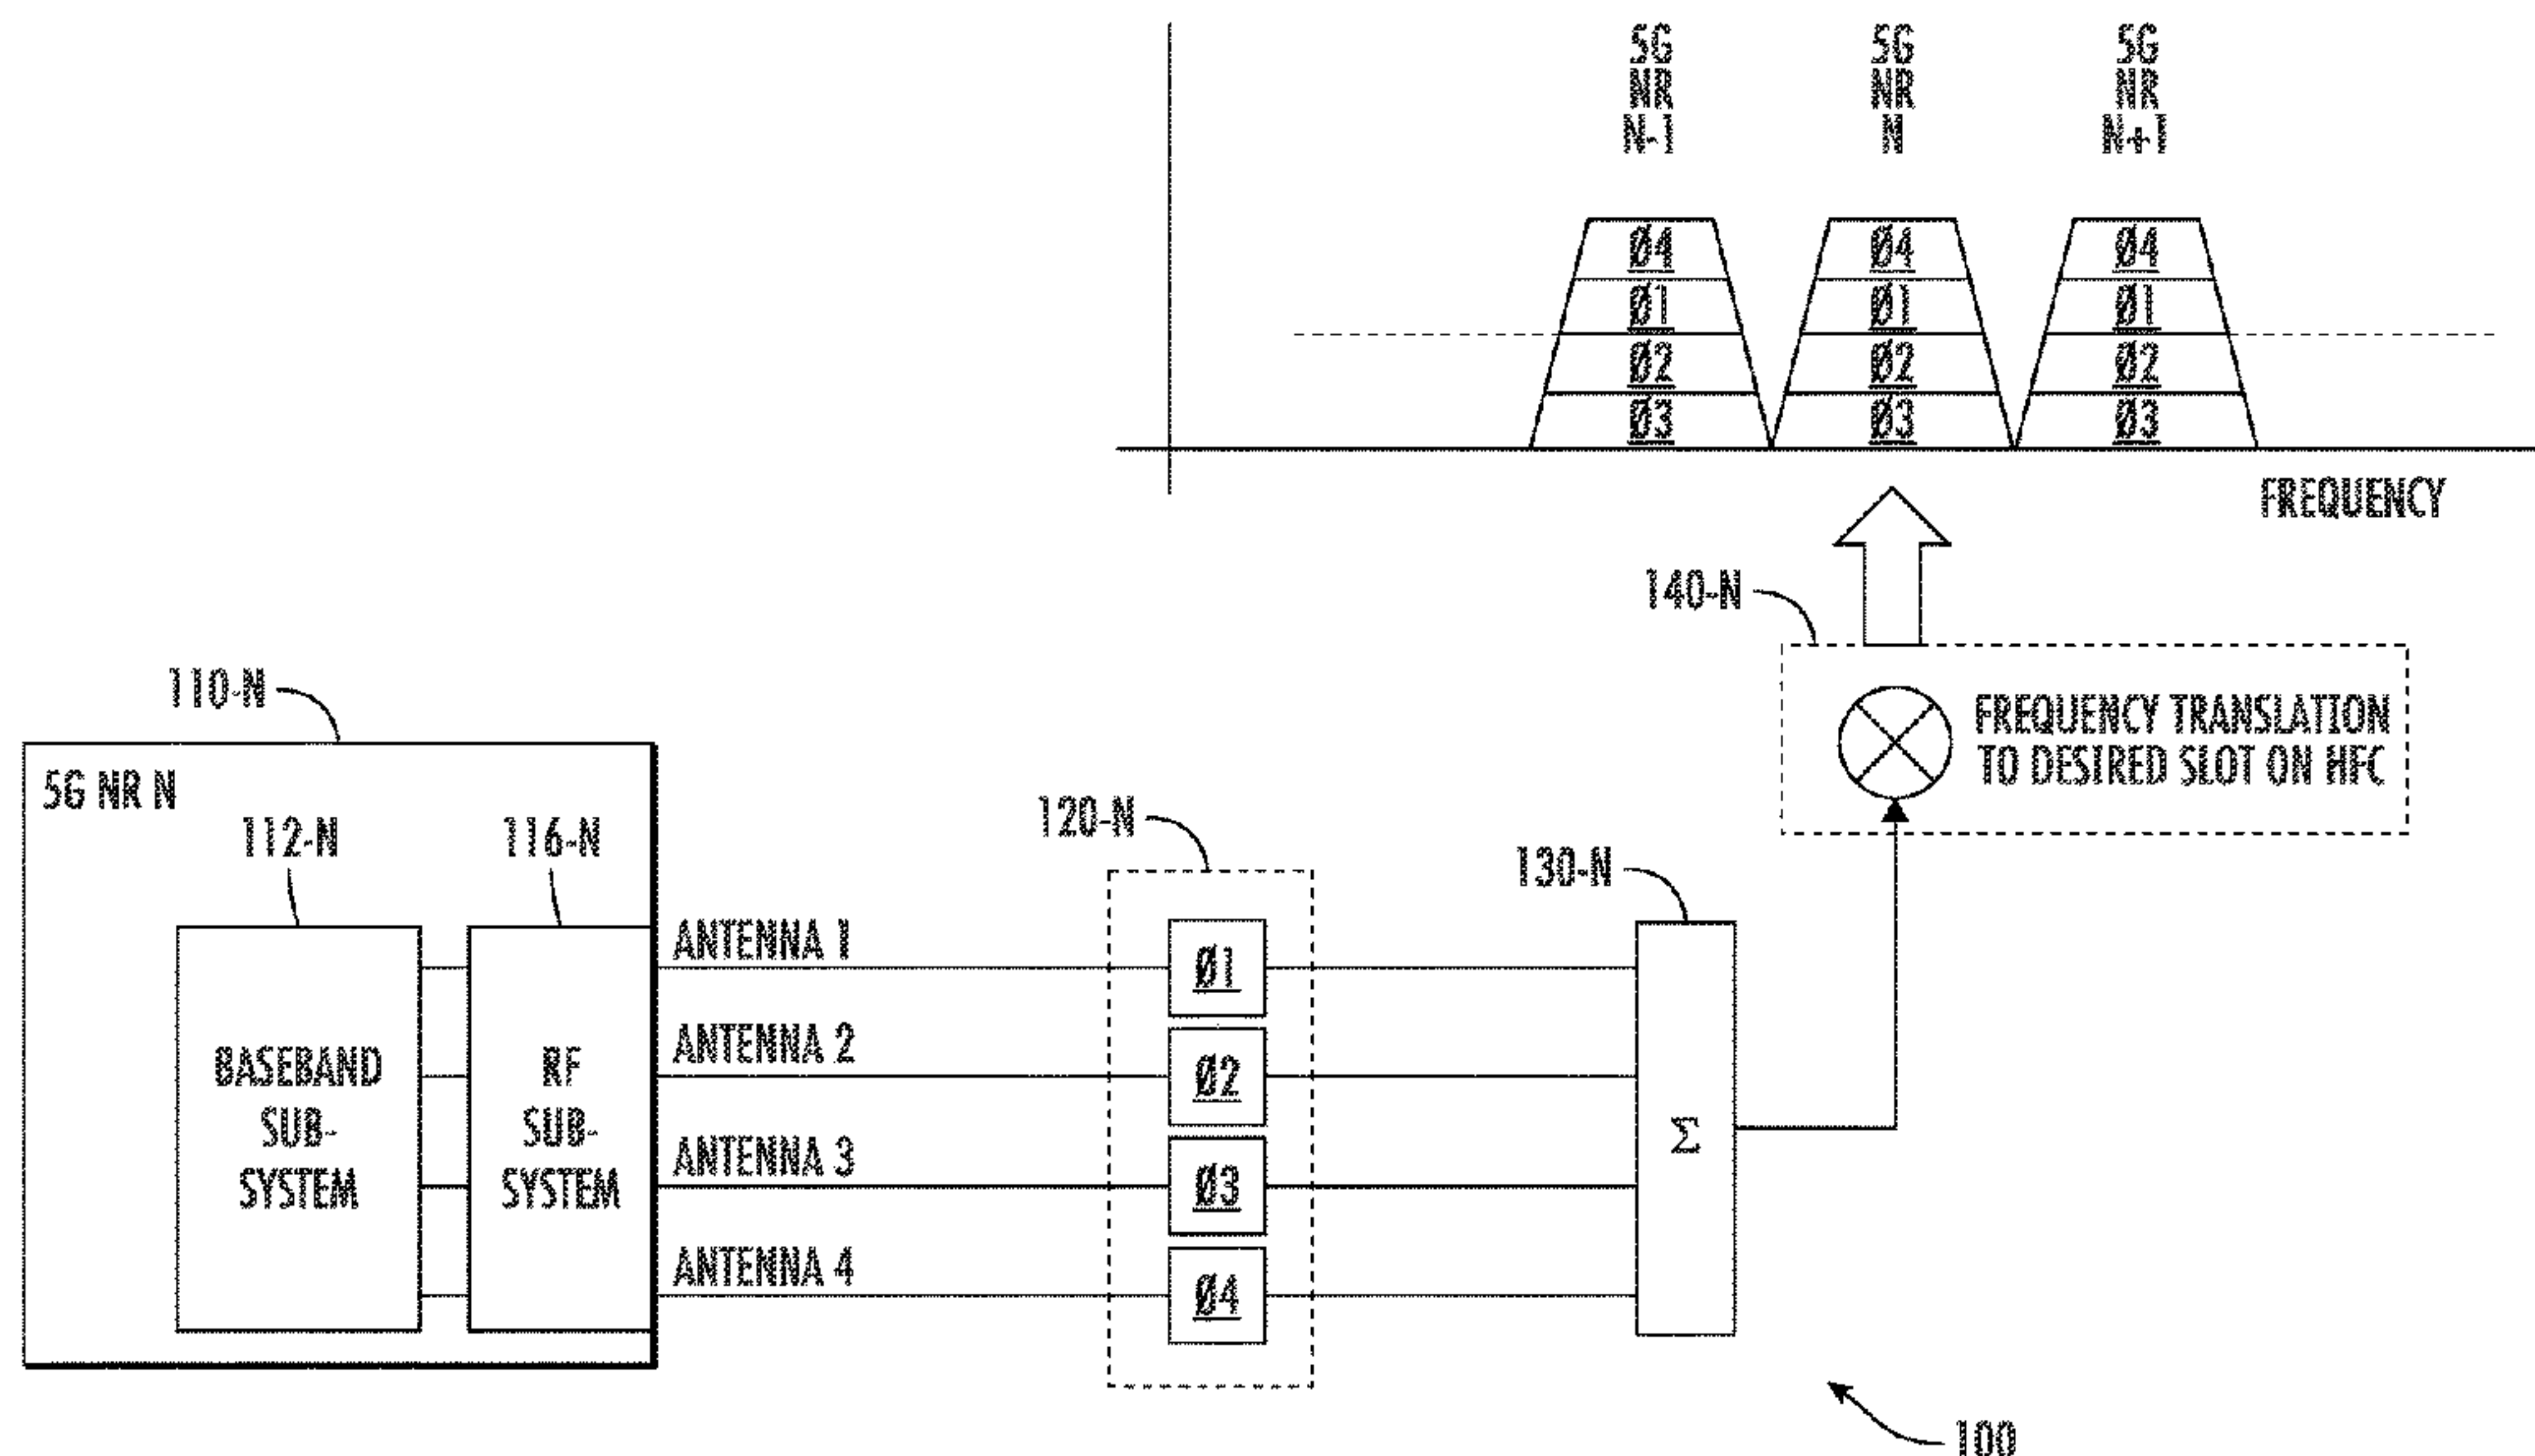 5G
NR
N-1
5G
NR
N
5G
NR
N+1
Ø4
Ø1
Ø2
Ø3
Ø4
Ø1
Ø2
Ø3
Ø4
Ø1
Ø2
Ø3
FREQUENCY
140-N
FREQUENCY TRANSLATION
TO DESIRED SLOT ON HFC
110-N
5G NR N
112-N
116-N
BASEBAND
SUB-
SYSTEM
RF
SUB-
SYSTEM
ANTENNA 1
ANTENNA 2
ANTENNA 3
ANTENNA 4
120-N
Ø1
Ø2
Ø3
Ø4
130-N
Σ
100